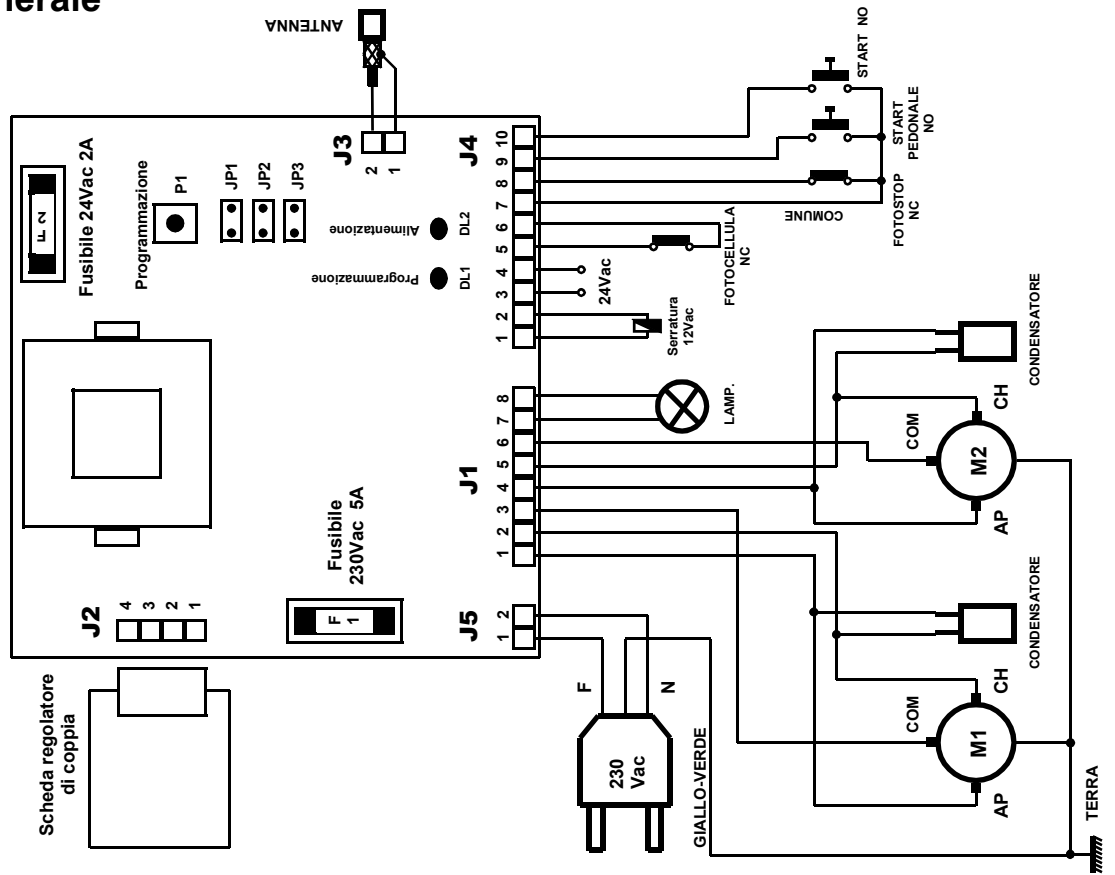 nerale
ANTENNA
F 2
Fusibile 24Vac 2A
Programmazione
P1
JP1
JP2
JP3
J3
2
1
Alimentazione
DL2
Programmazione
DL1
J2
4
3
2
1
Fusibile
230Vac 5A
F 1
J5
1
2
J1
1
2
3
4
5
6
7
8
J4
1
2
3
4
5
6
7
8
9
10
Scheda regolatore
di coppia
F
N
230
Vac
GIALLO-VERDE
LAMP.
Serratura
12Vac
24Vac
FOTOCELLULA
NC
COMUNE
FOTOSTOP
NC
START
PEDONALE
NO
START NO
CONDENSATORE
COM
CH
M1
AP
CONDENSATORE
COM
CH
M2
AP
TERRA